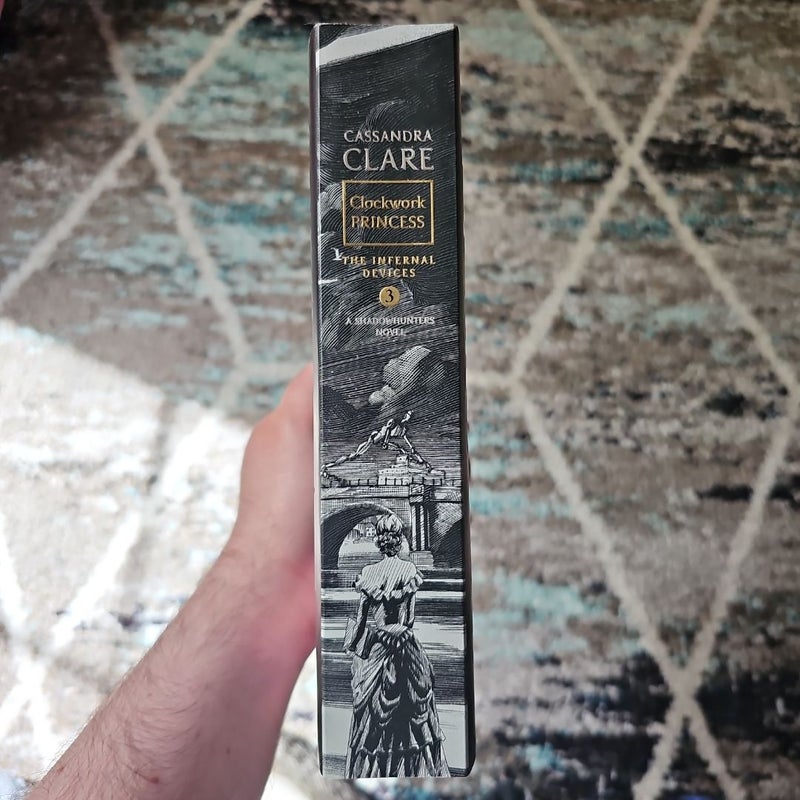 CASSANDRA
CLARE
Clockwork
PRINCESS
THE INFERNAL
DEVICES
3
A SHADOWHUNTERS
NOVEL